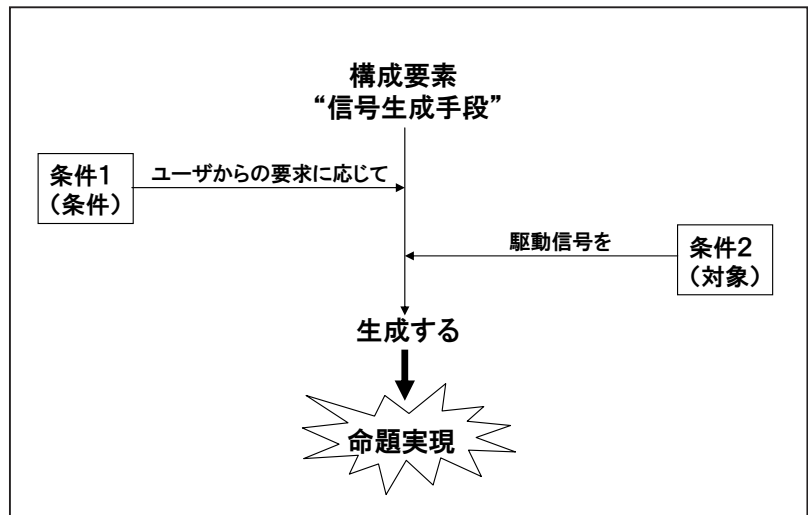 構成要素
“信号生成手段”
条件1
（条件）
ユーザからの要求に応じて
駆動信号を
条件2
（対象）
生成する
命題実現